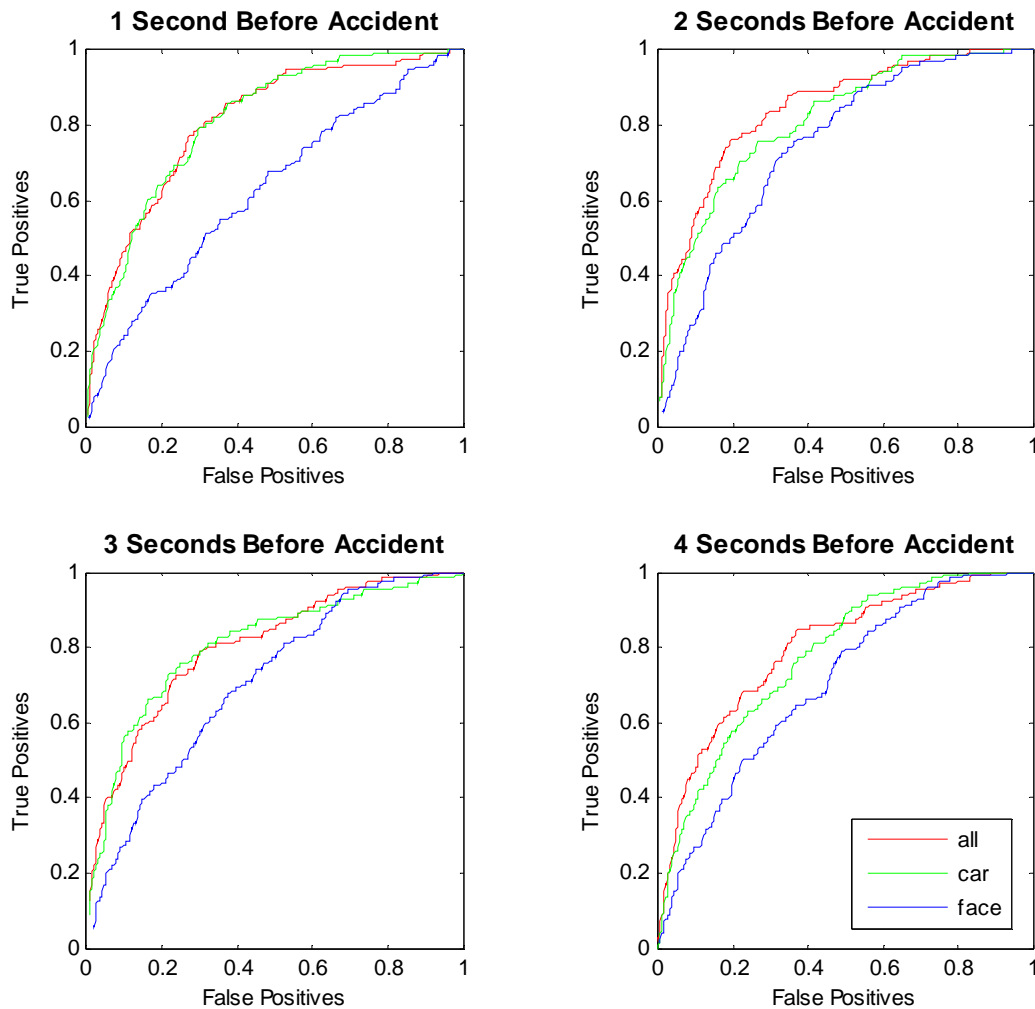 1 Second Before Accident
1
0.8
0.6
0.4
0.2
0
True Positives
0 0.2 0.4 0.6 0.8 1
False Positives
2 Seconds Before Accident
1
0.8
0.6
0.4
0.2
0
True Positives
0 0.2 0.4 0.6 0.8 1
False Positives
3 Seconds Before Accident
1
0.8
0.6
0.4
0.2
0
True Positives
0 0.2 0.4 0.6 0.8 1
False Positives
4 Seconds Before Accident
1
0.8
0.6
0.4
0.2
0
True Positives
0 0.2 0.4 0.6 0.8 1
False Positives
all
car
face